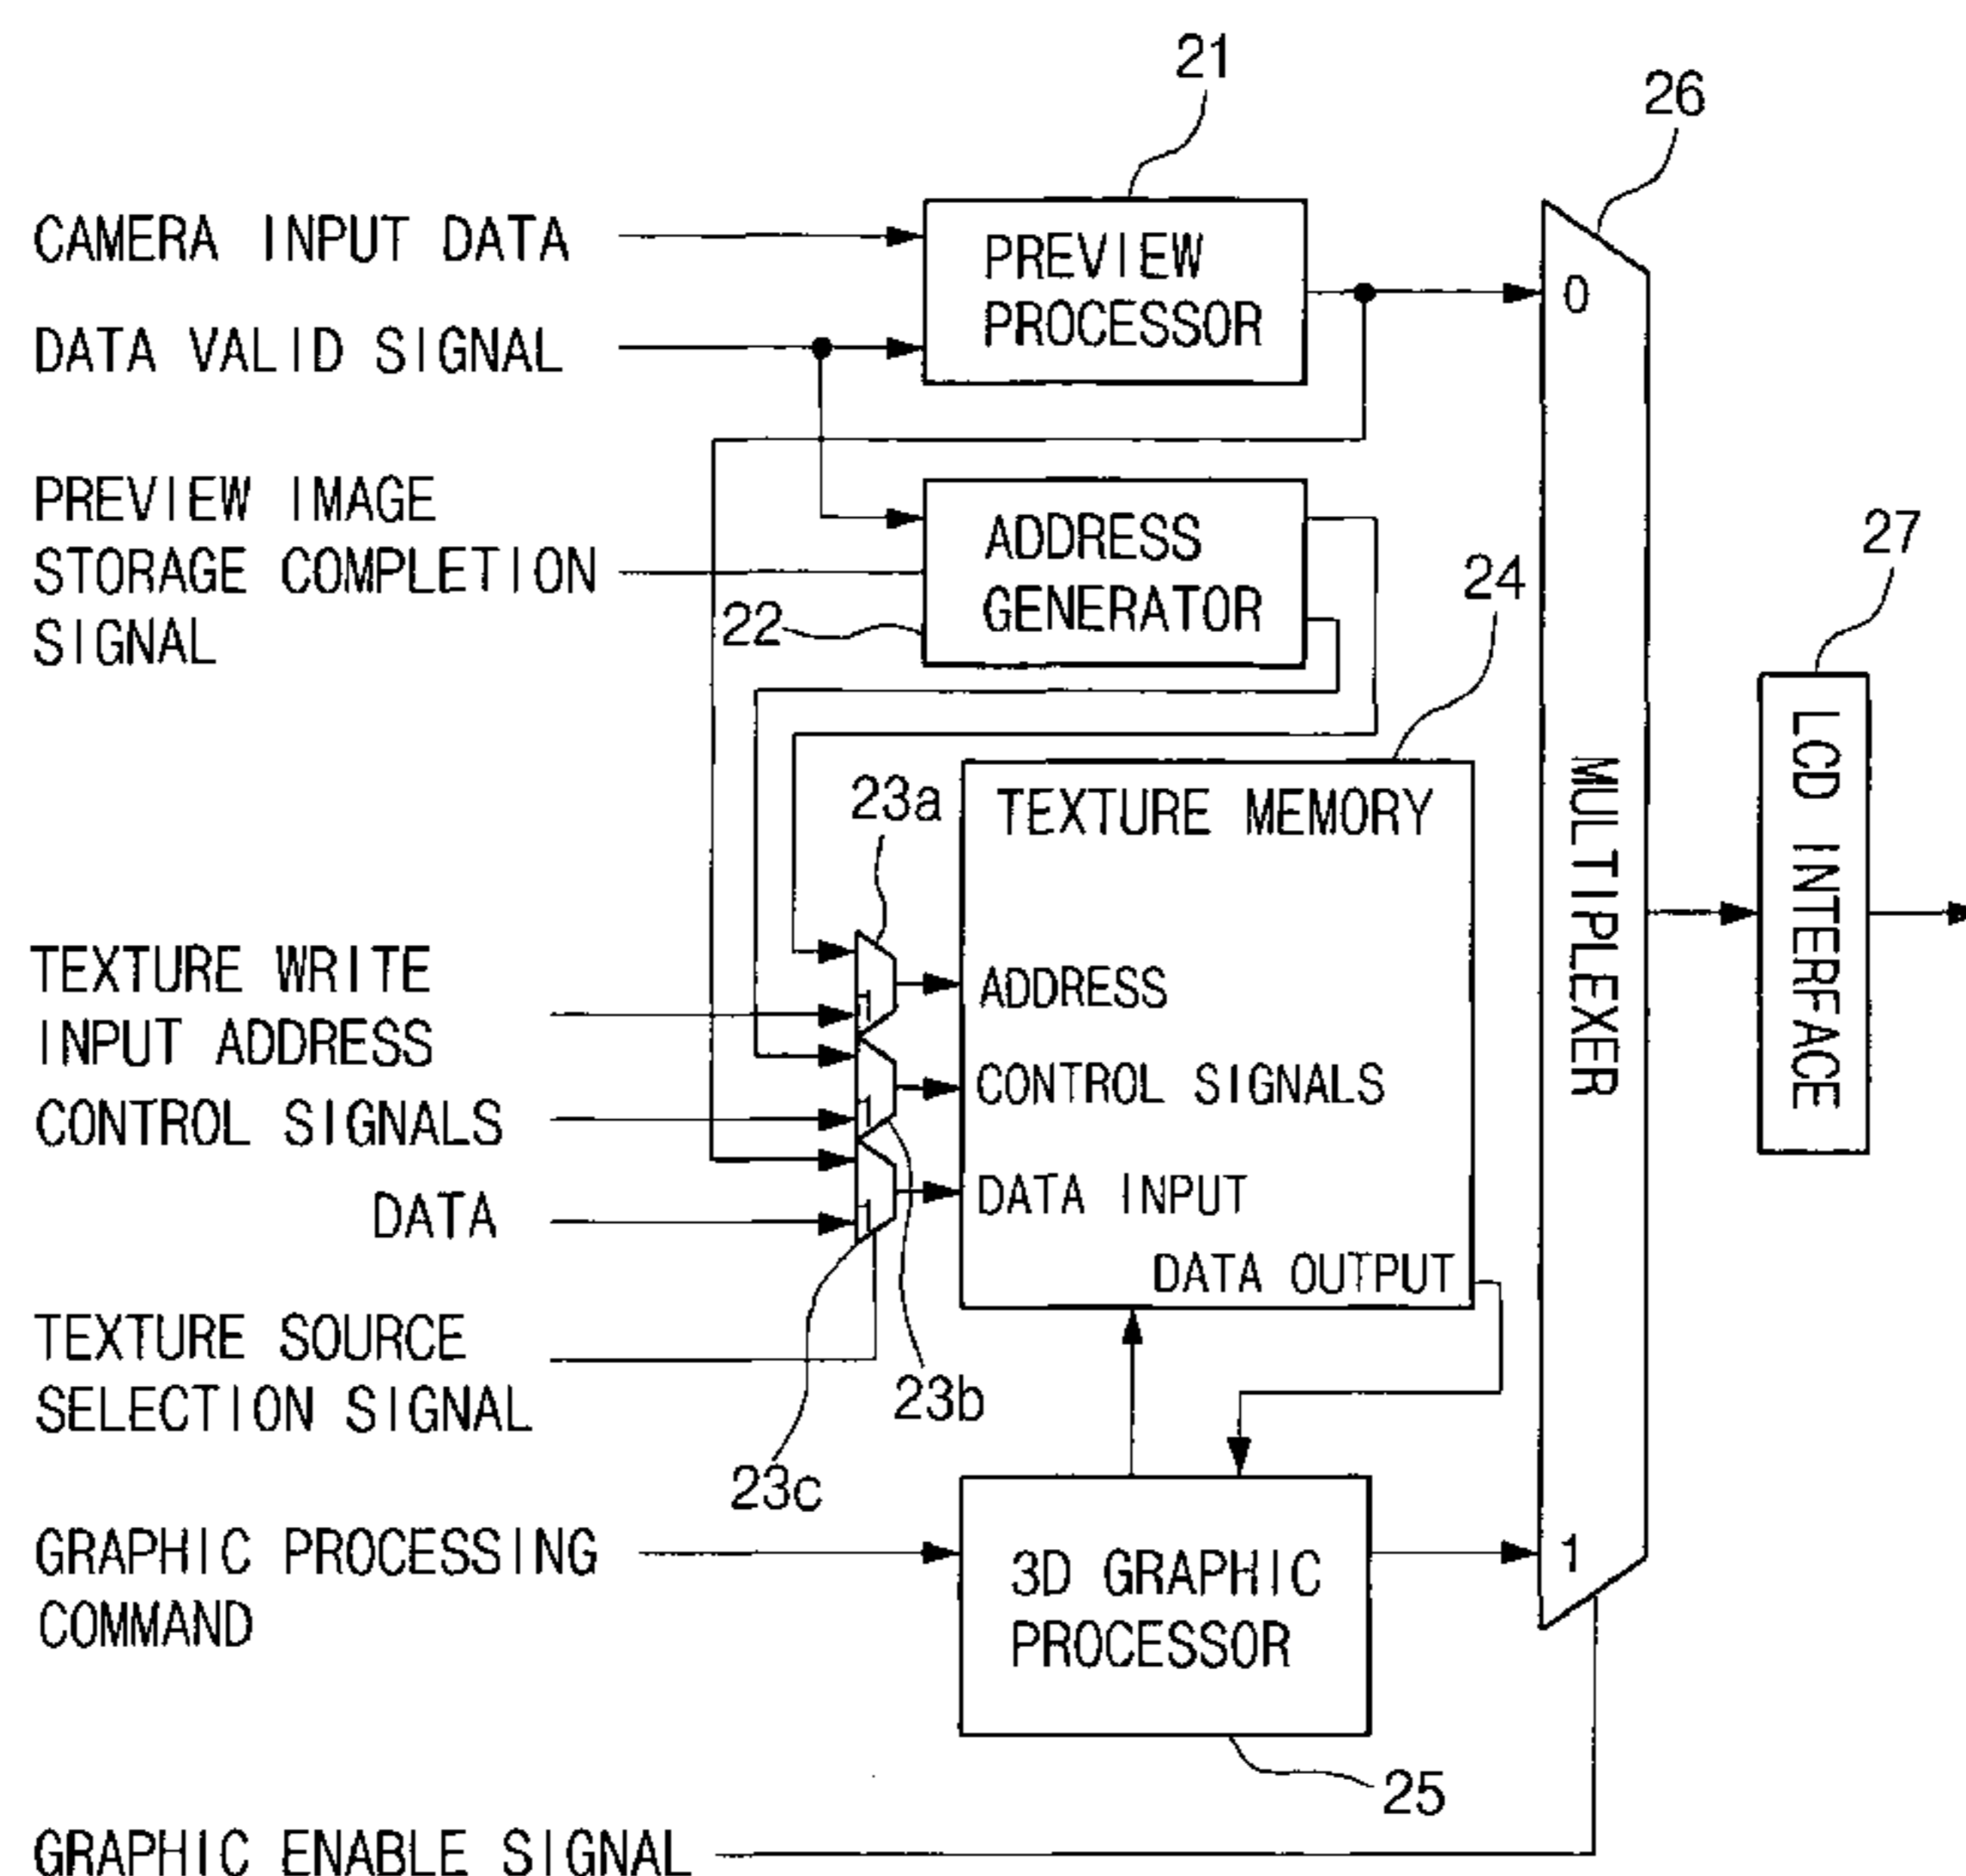 21
26
CAMERA INPUT DATA
DATA VALID SIGNAL
PREVIEW
PROCESSOR
0
PREVIEW IMAGE
STORAGE COMPLETION
SIGNAL
ADDRESS
GENERATOR
22
24
27
TEXTURE MEMORY
MULTIPLEXER
LCD INTERFACE
23a
TEXTURE WRITE
INPUT ADDRESS
CONTROL SIGNALS
DATA
1
1
1
ADDRESS
CONTROL SIGNALS
DATA INPUT
DATA OUTPUT
TEXTURE SOURCE
SELECTION SIGNAL
23b
23c
GRAPHIC PROCESSING
COMMAND
3D GRAPHIC
PROCESSOR
1
25
GRAPHIC ENABLE SIGNAL